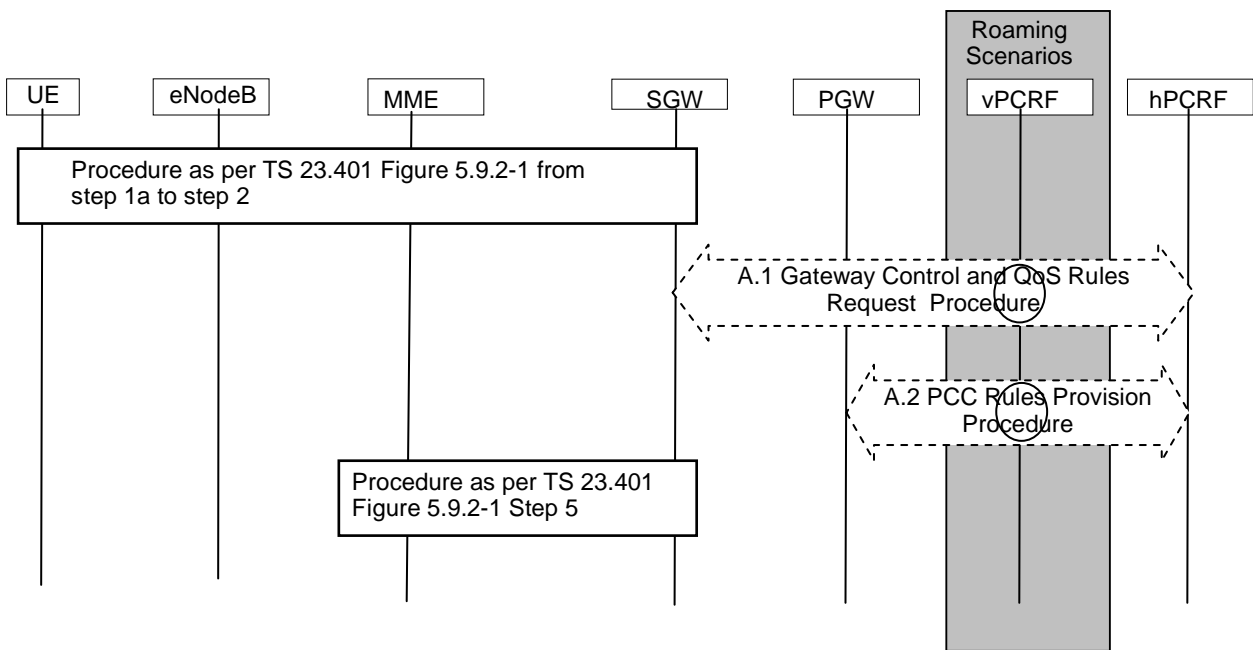 Roaming
Scenarios
UE
eNodeB
MME
SGW
PGW
vPCRF
hPCRF
Procedure as per TS 23.401 Figure 5.9.2-1 from
step 1a to step 2
A.1 Gateway Control and QoS Rules
Request Procedure
A.2 PCC Rules Provision
Procedure
Procedure as per TS 23.401
Figure 5.9.2-1 Step 5